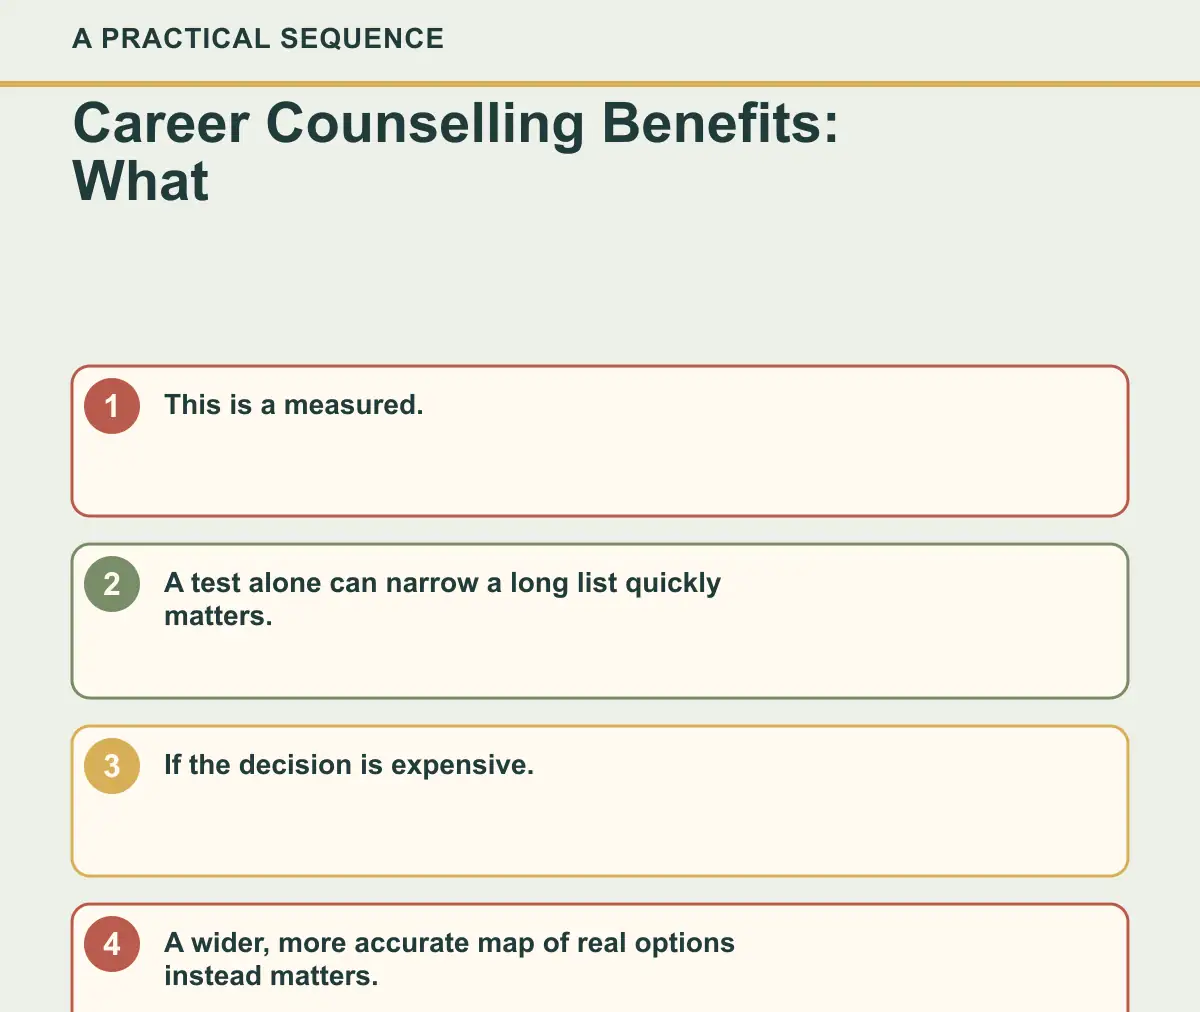 A PRACTICAL SEQUENCE
Career Counselling Benefits:
What
1
This is a measured.
2
A test alone can narrow a long list quickly
matters.
3
If the decision is expensive.
4
A wider, more accurate map of real options
instead matters.